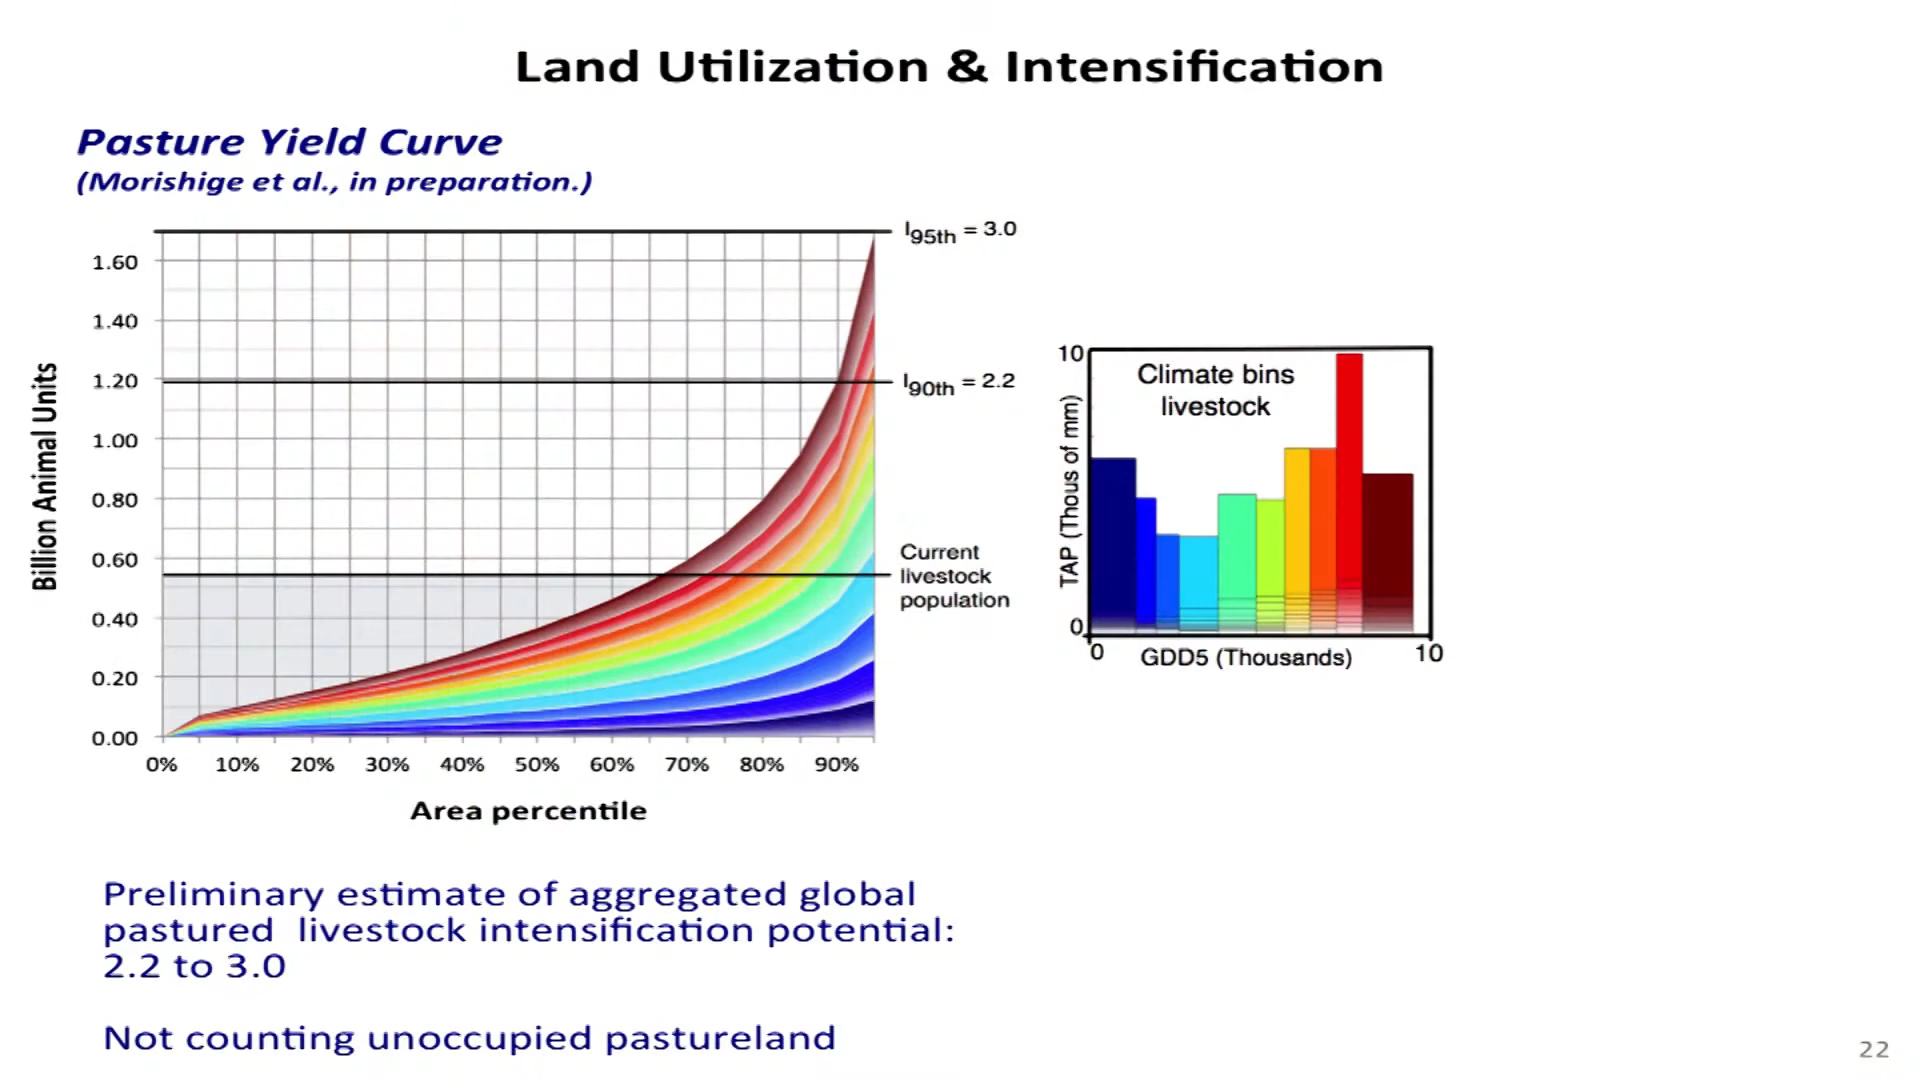 Land Utilization & Intensification
Pasture Yield Curve
(Morishige et al., in preparation.)
Billion Animal Units
1.60
1.40
1.20
1.00
0.80
0.60
0.40
0.20
0.00
0% 10% 20% 30% 40% 50% 60% 70% 80% 90%
Area percentile
I95th = 3.0
I90th = 2.2
Current
livestock
population
Climate bins
livestock
TAP (Thous of mm)
10
0
0 GDD5 (Thousands) 10
Preliminary estimate of aggregated global
pastured livestock intensification potential:
2.2 to 3.0
Not counting unoccupied pastureland
22